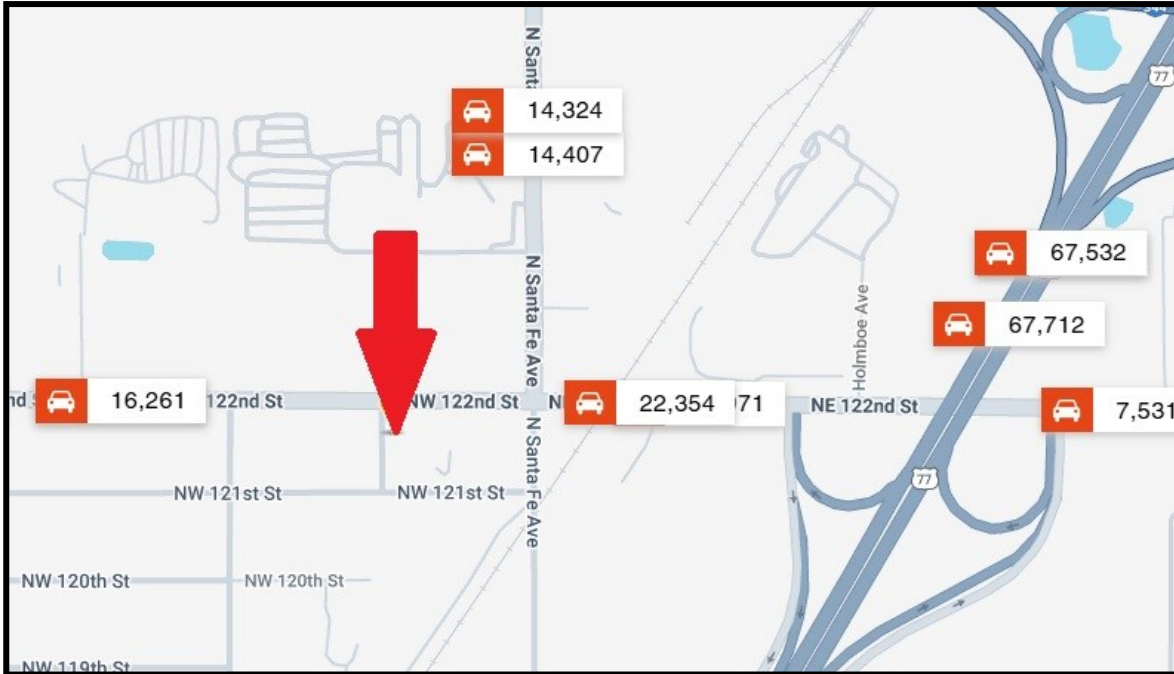 77
N Santa
14,324
14,407
67,532
N Santa Fe Ave
67,712
Holmboe Ave
16,261
122nd St
NW 122nd St
22,354
NE 122nd St
7,531
N Santa Fe Ave
77
NW 121st St
NW 121st St
NW 120th St
NW 120th St
NW 119th St